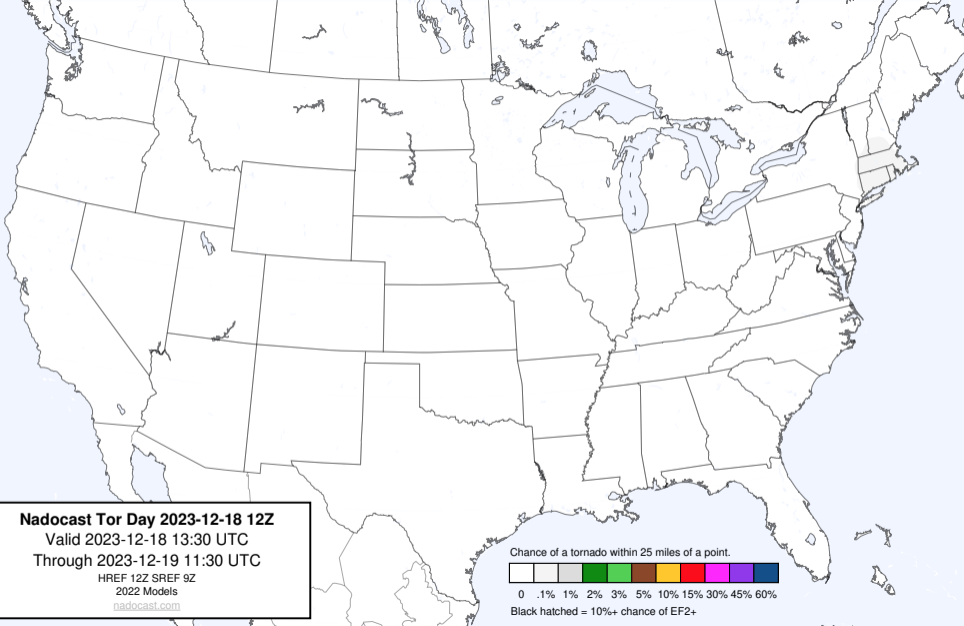 Nadocast Tor Day 2023-12-18 12Z
Valid 2023-12-18 13:30 UTC
Through 2023-12-19 11:30 UTC
HREF 12Z SREF 9Z
2022 Models
nadocast.com
Chance of a tornado within 25 miles of a point.
0 .1% 1% 2% 3% 5% 10% 15% 30% 45% 60%
Black hatched = 10%+ chance of EF2+